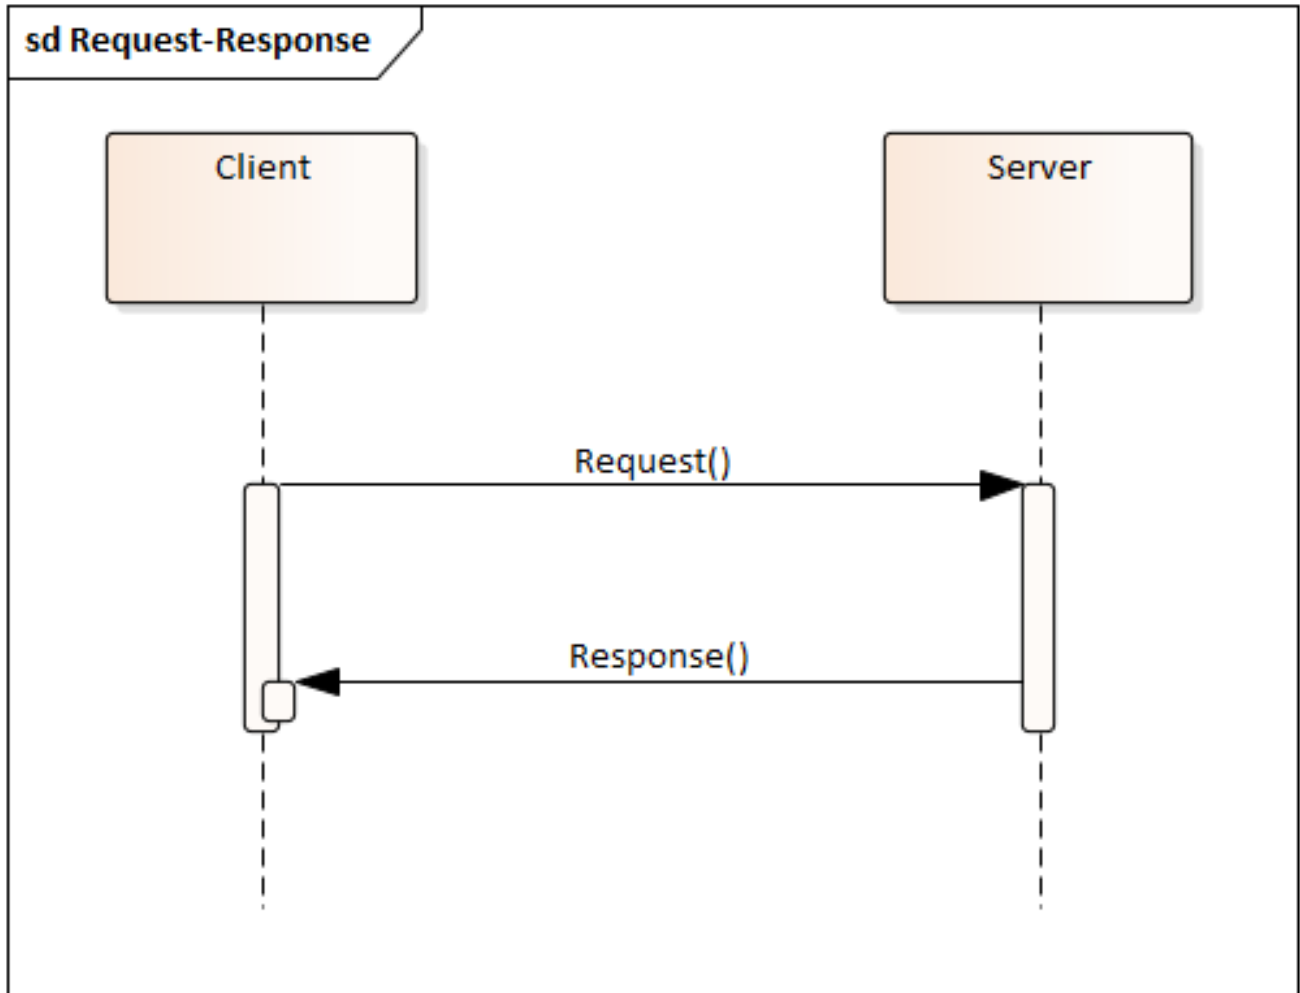 sd Request-Response
Client
Server
Request()
Response()